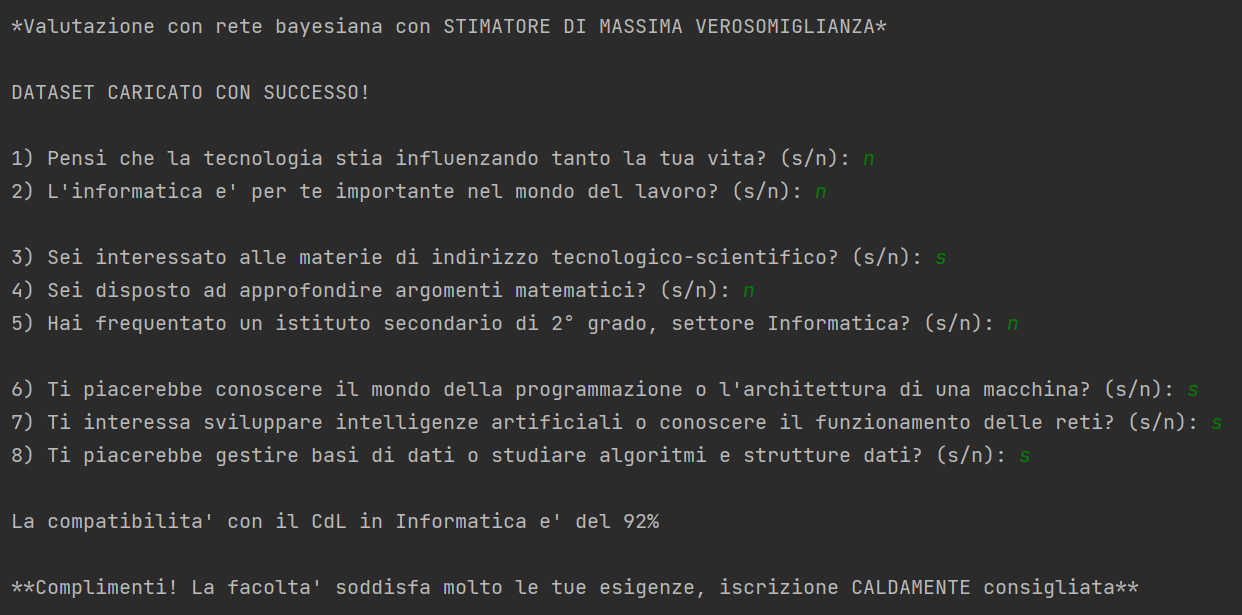 *Valutazione con rete bayesiana con STIMATORE DI MASSIMA VEROSOMIGLIANZA*
DATASET CARICATO CON SUCCESSO!
1) Pensi che la tecnologia stia influenzando tanto la tua vita? (s/n): n
2) L'informatica e' per te importante nel mondo del lavoro? (s/n): n
3) Sei interessato alle materie di indirizzo tecnologico-scientifico? (s/n): s
4) Sei disposto ad approfondire argomenti matematici? (s/n): n
5) Hai frequentato un istituto secondario di 2° grado, settore Informatica? (s/n): n
6) Ti piacerebbe conoscere il mondo della programmazione o l'architettura di una macchina? (s/n): s
7) Ti interessa sviluppare intelligenze artificiali o conoscere il funzionamento delle reti? (s/n): s
8) Ti piacerebbe gestire basi di dati o studiare algoritmi e strutture dati? (s/n): s
La compatibilita' con il CdL in Informatica e' del 92%
**Complimenti! La facolta' soddisfa molto le tue esigenze, iscrizione CALDAMENTE consigliata**